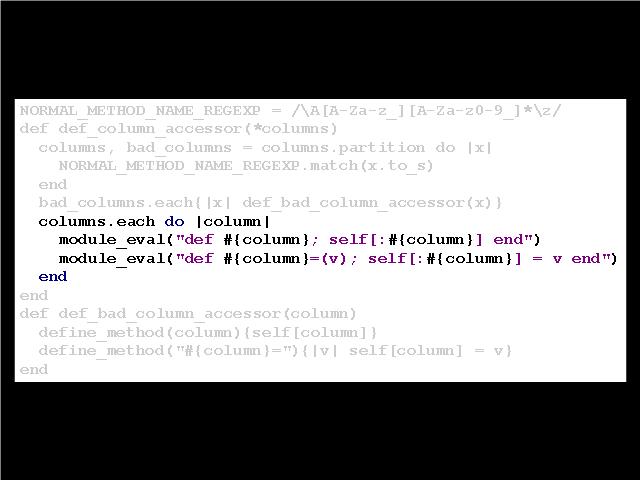 NORMAL_METHOD_NAME_REGEXP = /\A[A-Za-z_][A-Za-z0-9_]*\z/
def def_column_accessor(*columns)
  columns, bad_columns = columns.partition do |x|
    NORMAL_METHOD_NAME_REGEXP.match(x.to_s)
  end
  bad_columns.each{|x| def_bad_column_accessor(x)}
  columns.each do |column|
    module_eval("def #{column}; self[:#{column}] end")
    module_eval("def #{column}=(v); self[:#{column}] = v end")
  end
end
def def_bad_column_accessor(column)
  define_method(column){self[column]}
  define_method("#{column}="){|v| self[column] = v}
end